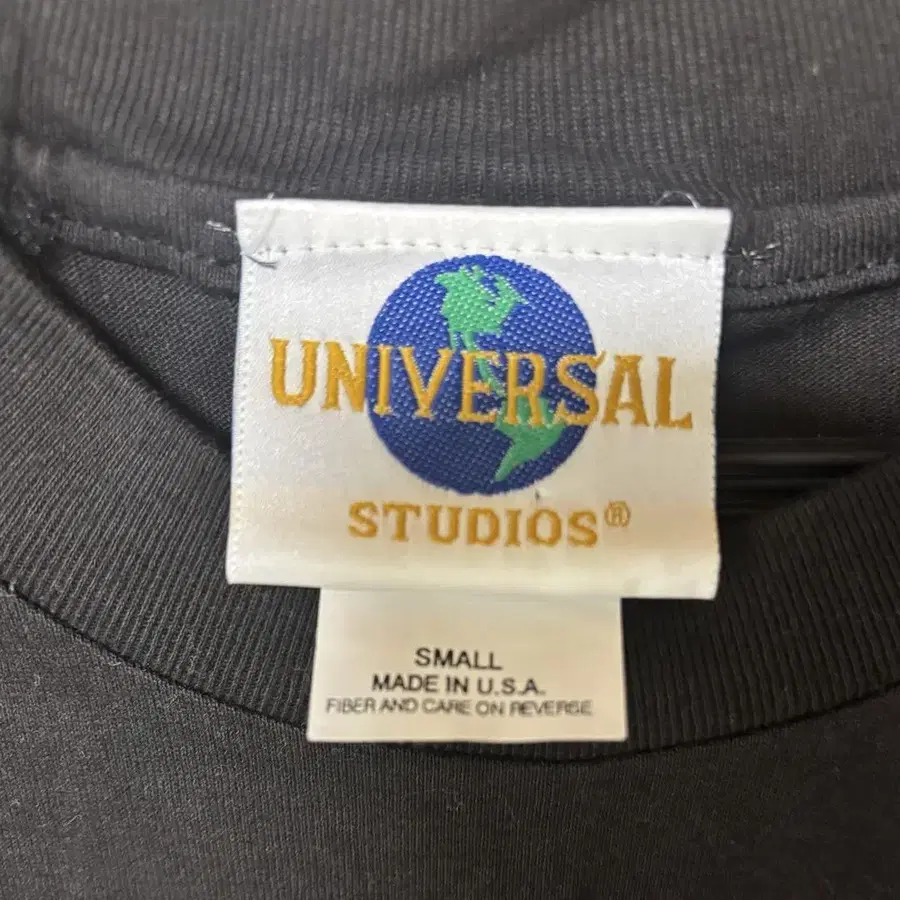 UNIVERSAL
STUDIOS®
SMALL
MADE IN U.S.A.
FIBER AND CARE ON REVERSE